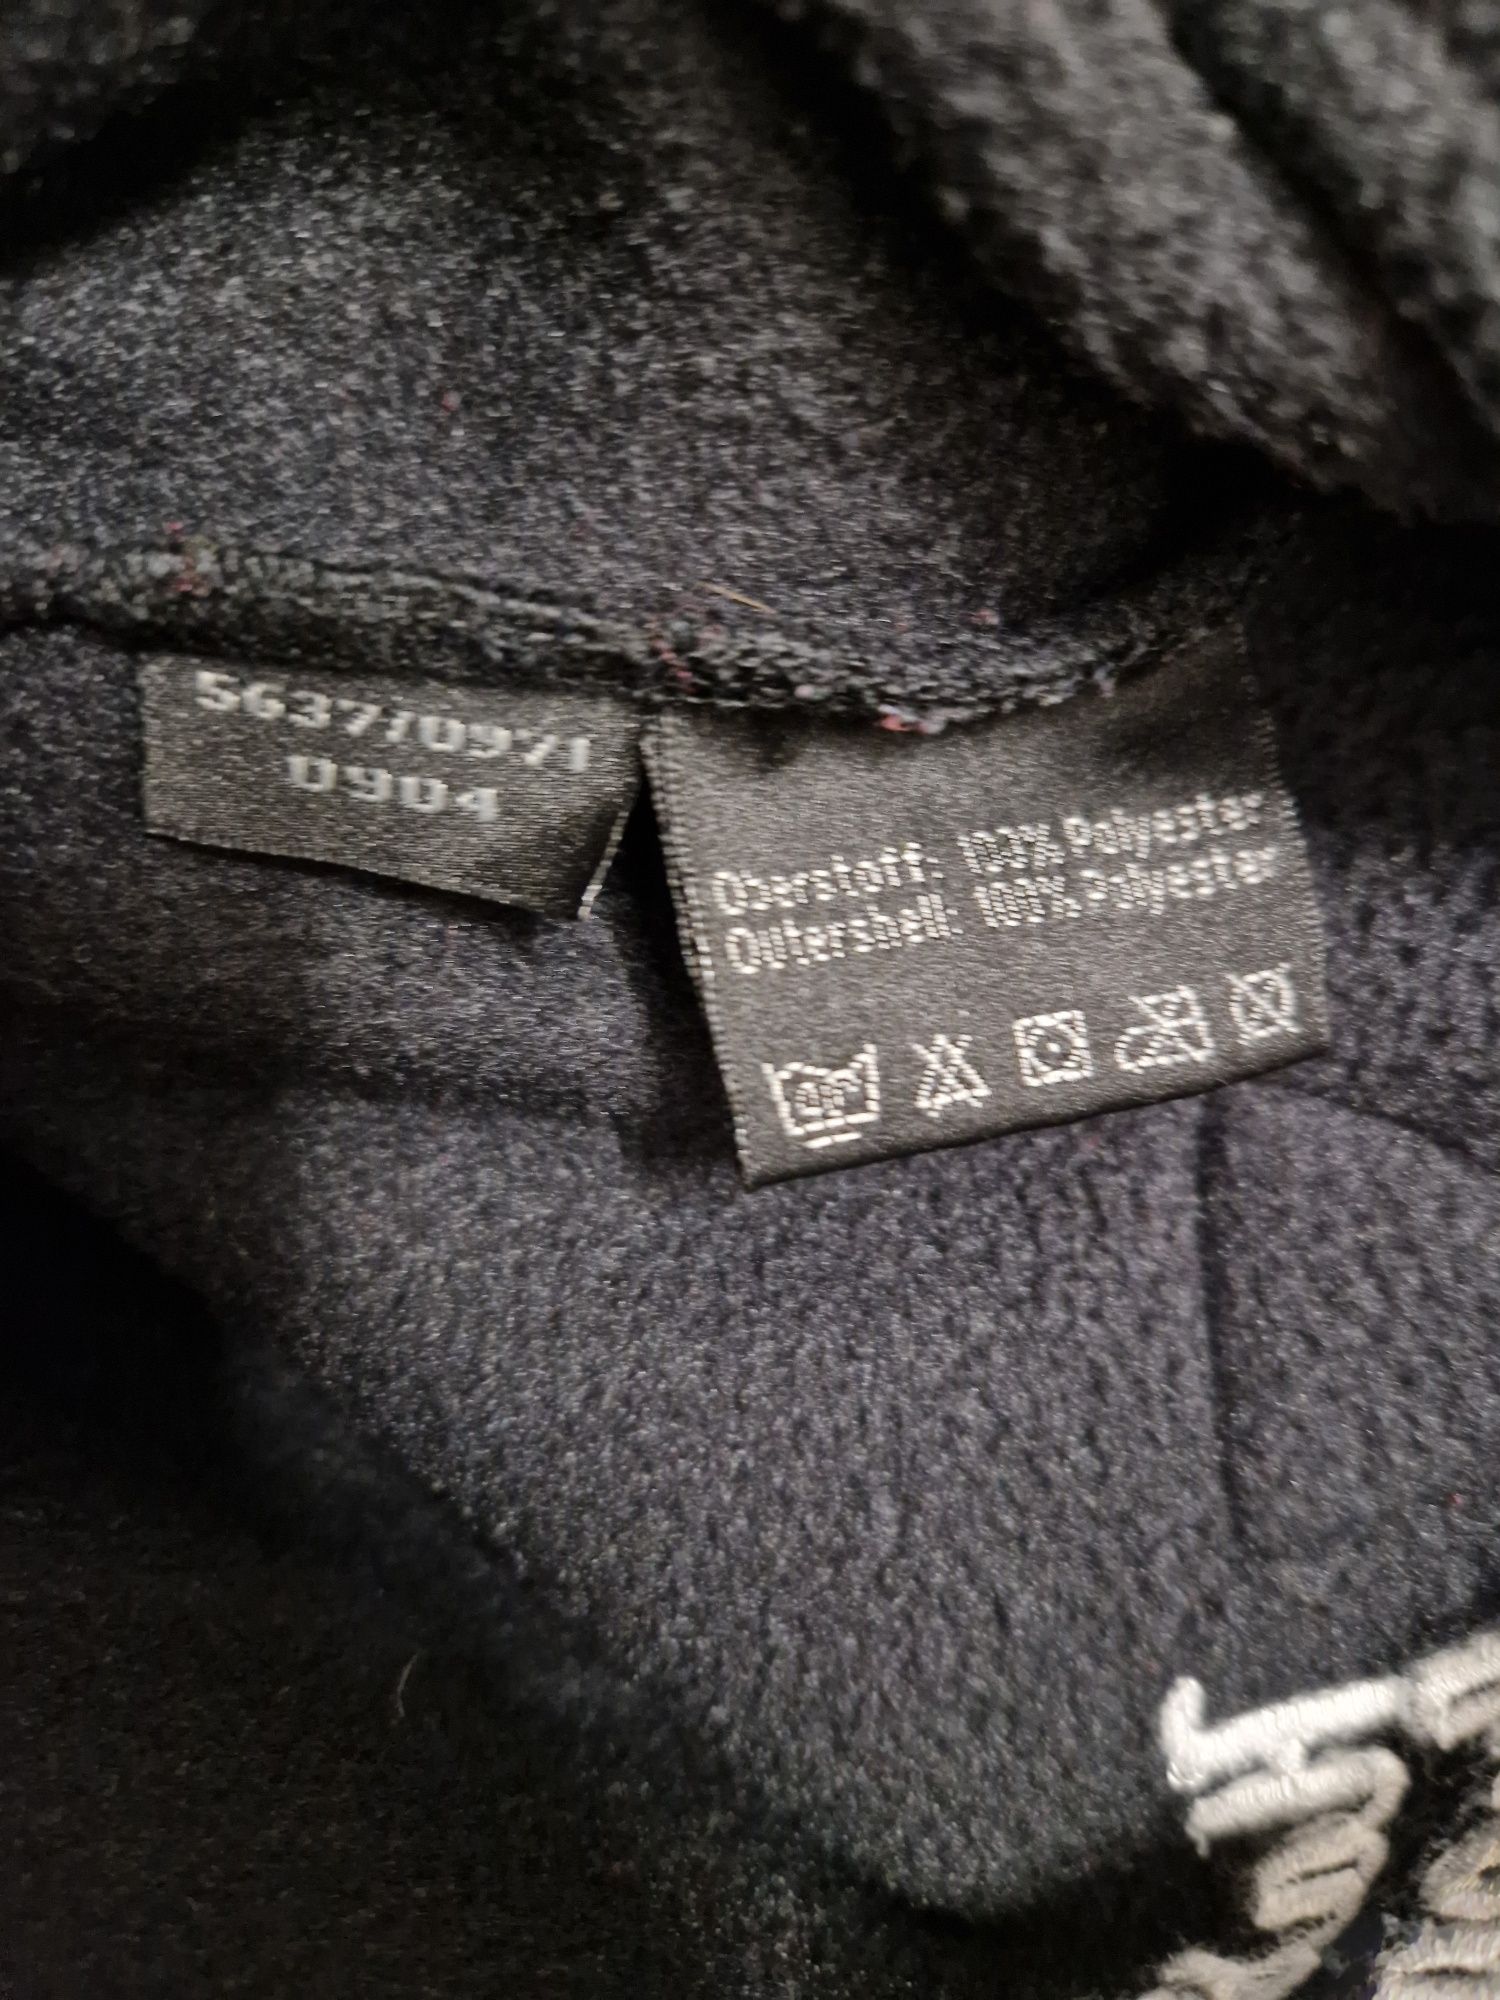 5637/0971
0904
Oberstoff: 100% Polyester
Outershell: 100% Polyester